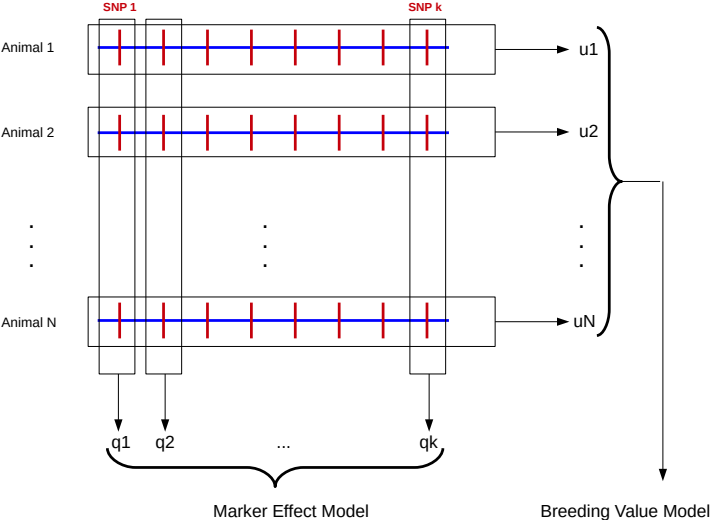 SNP 1
SNP k
Animal 1
u1
Animal 2
u2
. . .
. . .
. . .
Animal N
uN
q1 q2 ... qk
Marker Effect Model
Breeding Value Model